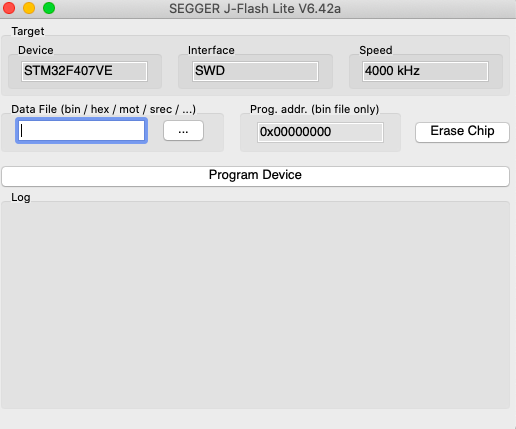 SEGGER J-Flash Lite V6.42a
Target
Device Interface Speed
STM32F407VE SWD 4000 kHz
Data File (bin / hex / mot / srec / ...) Prog. addr. (bin file only)
... 0x00000000 Erase Chip
Program Device
Log